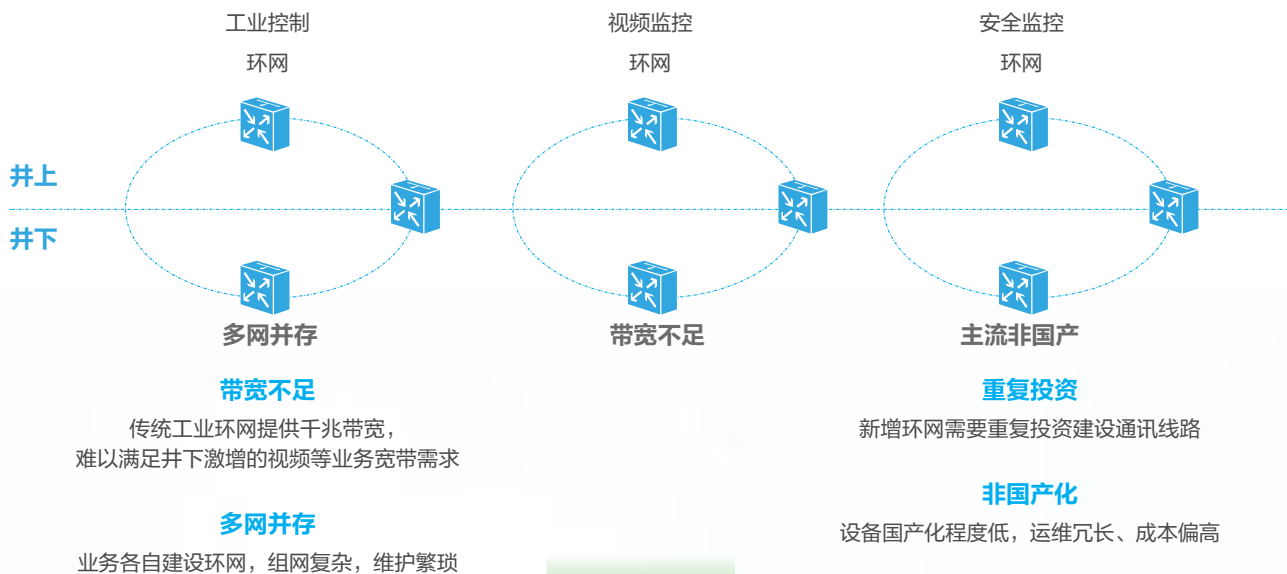 工业控制
环网
视频监控
环网
安全监控
环网
井上
井下
多网并存
带宽不足
主流非国产
带宽不足
传统工业环网提供千兆带宽，
难以满足井下激增的视频等业务宽带需求
多网并存
业务各自建设环网，组网复杂，维护繁琐
重复投资
新增环网需要重复投资建设通讯线路
非国产化
设备国产化程度低，运维冗长、成本偏高